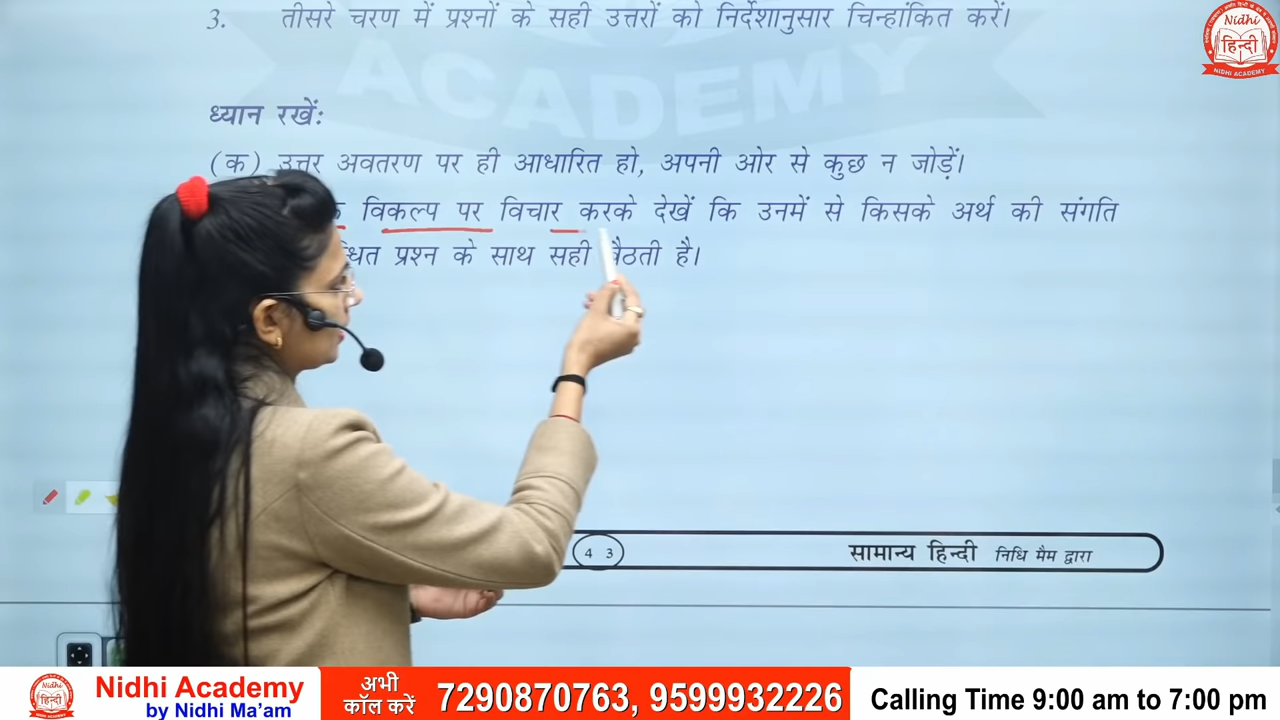 3. तीसरे चरण में प्रश्नों के सही उत्तरों को निर्देशानुसार चिन्हांकित करें।
Nidhi
हिन्दी
NIDHI ACADEMY
ACADEMY
ध्यान रखें:
(क) उत्तर अवतरण पर ही आधारित हो, अपनी ओर से कुछ न जोड़ें।
विकल्प पर विचार करके देखें कि उनमें से किसके अर्थ की संगति
प्रश्न के साथ सही बैठती है।
4 3
सामान्य हिन्दी निधि मैम द्वारा
Nidhi
हिन्दी
Nidhi Academy
by Nidhi Ma'am
अभी
कॉल करें
7290870763, 9599932226
Calling Time 9:00 am to 7:00 pm